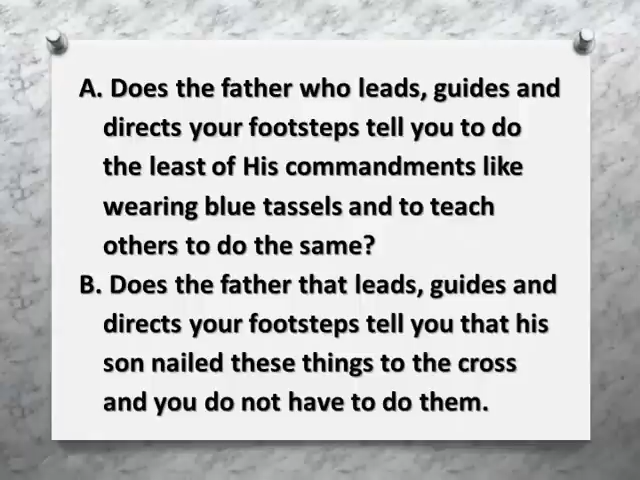 A. Does the father who leads, guides and
directs your footsteps tell you to do
the least of His commandments like
wearing blue tassels and to teach
others to do the same?
B. Does the father that leads, guides and
directs your footsteps tell you that his
son nailed these things to the cross
and you do not have to do them.